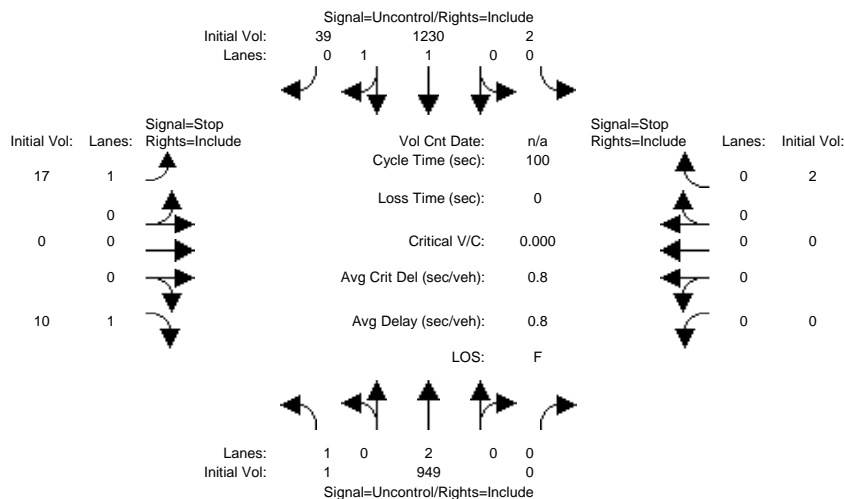 Signal=Uncontrol/Rights=Include
Initial Vol: 39 1230 2
Lanes: 0 1 1 0 0
Signal=Stop Signal=Stop
Initial Vol: Lanes: Rights=Include Vol Cnt Date: n/a Rights=Include Lanes: Initial Vol:
Cycle Time (sec): 100
17 1 0 2
Loss Time (sec): 0
0 0
0 0 Critical V/C: 0.000 0 0
0 Avg Crit Del (sec/veh): 0.8 0
10 1 Avg Delay (sec/veh): 0.8 0 0
LOS: F
Lanes: 1 0 2 0 0
Initial Vol: 1 949 0
Signal=Uncontrol/Rights=Include